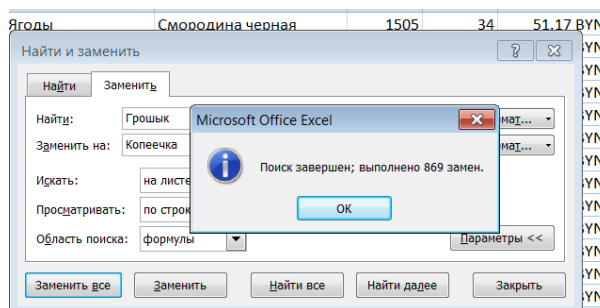 Ягоды Смородина черная 1505 34 51.17 BYN
Найти и заменить
Найти Заменить
Найти: Грошык
Заменить на: Копеечка
Microsoft Office Excel
Поиск завершен; выполнено 869 замен.
ОК
Искать: на листе
Просматривать: по строк
Область поиска: формулы
Параметры <<
Заменить все Заменить Найти все Найти далее Закрыть